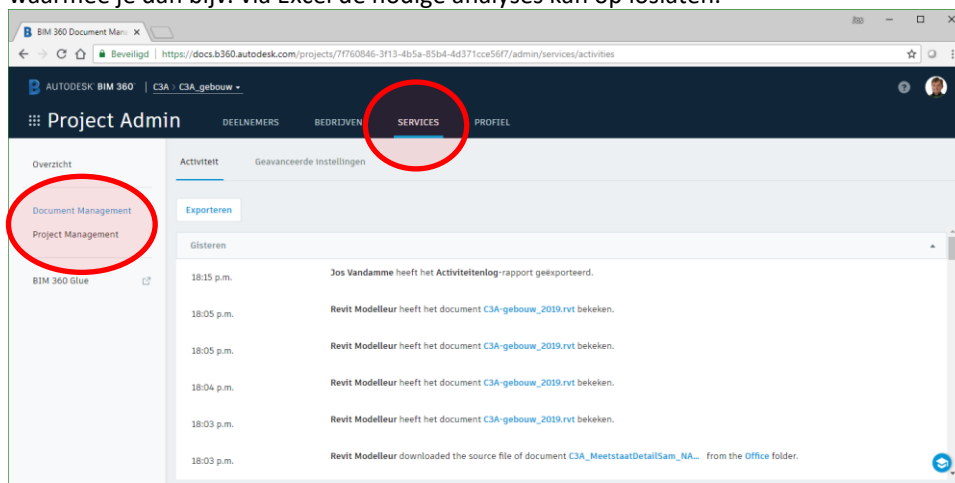 waarmee je dan bijv. via Excel de nodige analyses kan op loslaten.
BIM 360 Document Man
Beveiligd | https://docs.b360.autodesk.com/projects/7f760846-3f13-4b5a-85b4-4d371cce56f7/admin/services/activities
AUTODESK BIM 360 | C3A > C3A_gebouw
Project Admin DEELNEMERS BEDRIJVEN SERVICES PROFIEL
Overzicht Activiteit Geavanceerde instellingen
Document Management Exporteren
Project Management
Gisteren
BIM 360 Glue
18:15 p.m. Jos Vandamme heeft het Activiteitenlog-rapport geëxporteerd.
18:05 p.m. Revit Modelleur heeft het document C3A-gebouw_2019.rvt bekeken.
18:05 p.m. Revit Modelleur heeft het document C3A-gebouw_2019.rvt bekeken.
18:04 p.m. Revit Modelleur heeft het document C3A-gebouw_2019.rvt bekeken.
18:03 p.m. Revit Modelleur heeft het document C3A-gebouw_2019.rvt bekeken.
18:03 p.m. Revit Modelleur downloaded the source file of document C3A_MeetstaatDetailSam_NA... from the Office folder.